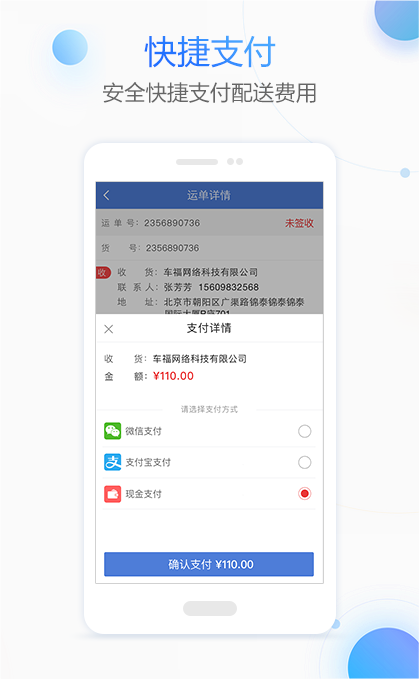 快捷支付
安全快捷支付配送费用
运单详情
运 单 号: 2356890736 未签收
货 号: 2356890736
收 收 货: 车福网络科技有限公司
联 系 人: 张芳芳 15609832568
地 址: 北京市朝阳区广渠路锦泰锦泰锦泰
国际大厦B座701
支付详情
收 货: 车福网络科技有限公司
金 额: ¥110.00
请选择支付方式
微信支付
支 支付宝支付
现金支付
确认支付 ¥110.00